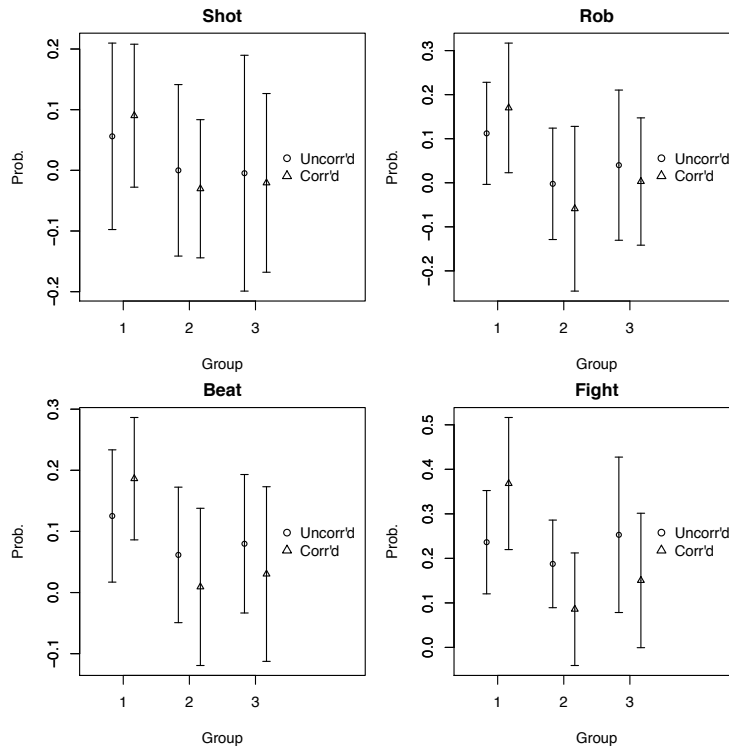 Shot
0.2
0.1
0.0
−0.1
−0.2
Prob.
Uncorr'd
Corr'd
1 2 3
Group
Rob
0.3
0.2
0.1
0.0
−0.1
−0.2
Prob.
Uncorr'd
Corr'd
1 2 3
Group
Beat
0.3
0.2
0.1
0.0
−0.1
Prob.
Uncorr'd
Corr'd
1 2 3
Group
Fight
0.5
0.4
0.3
0.2
0.1
0.0
Prob.
Uncorr'd
Corr'd
1 2 3
Group